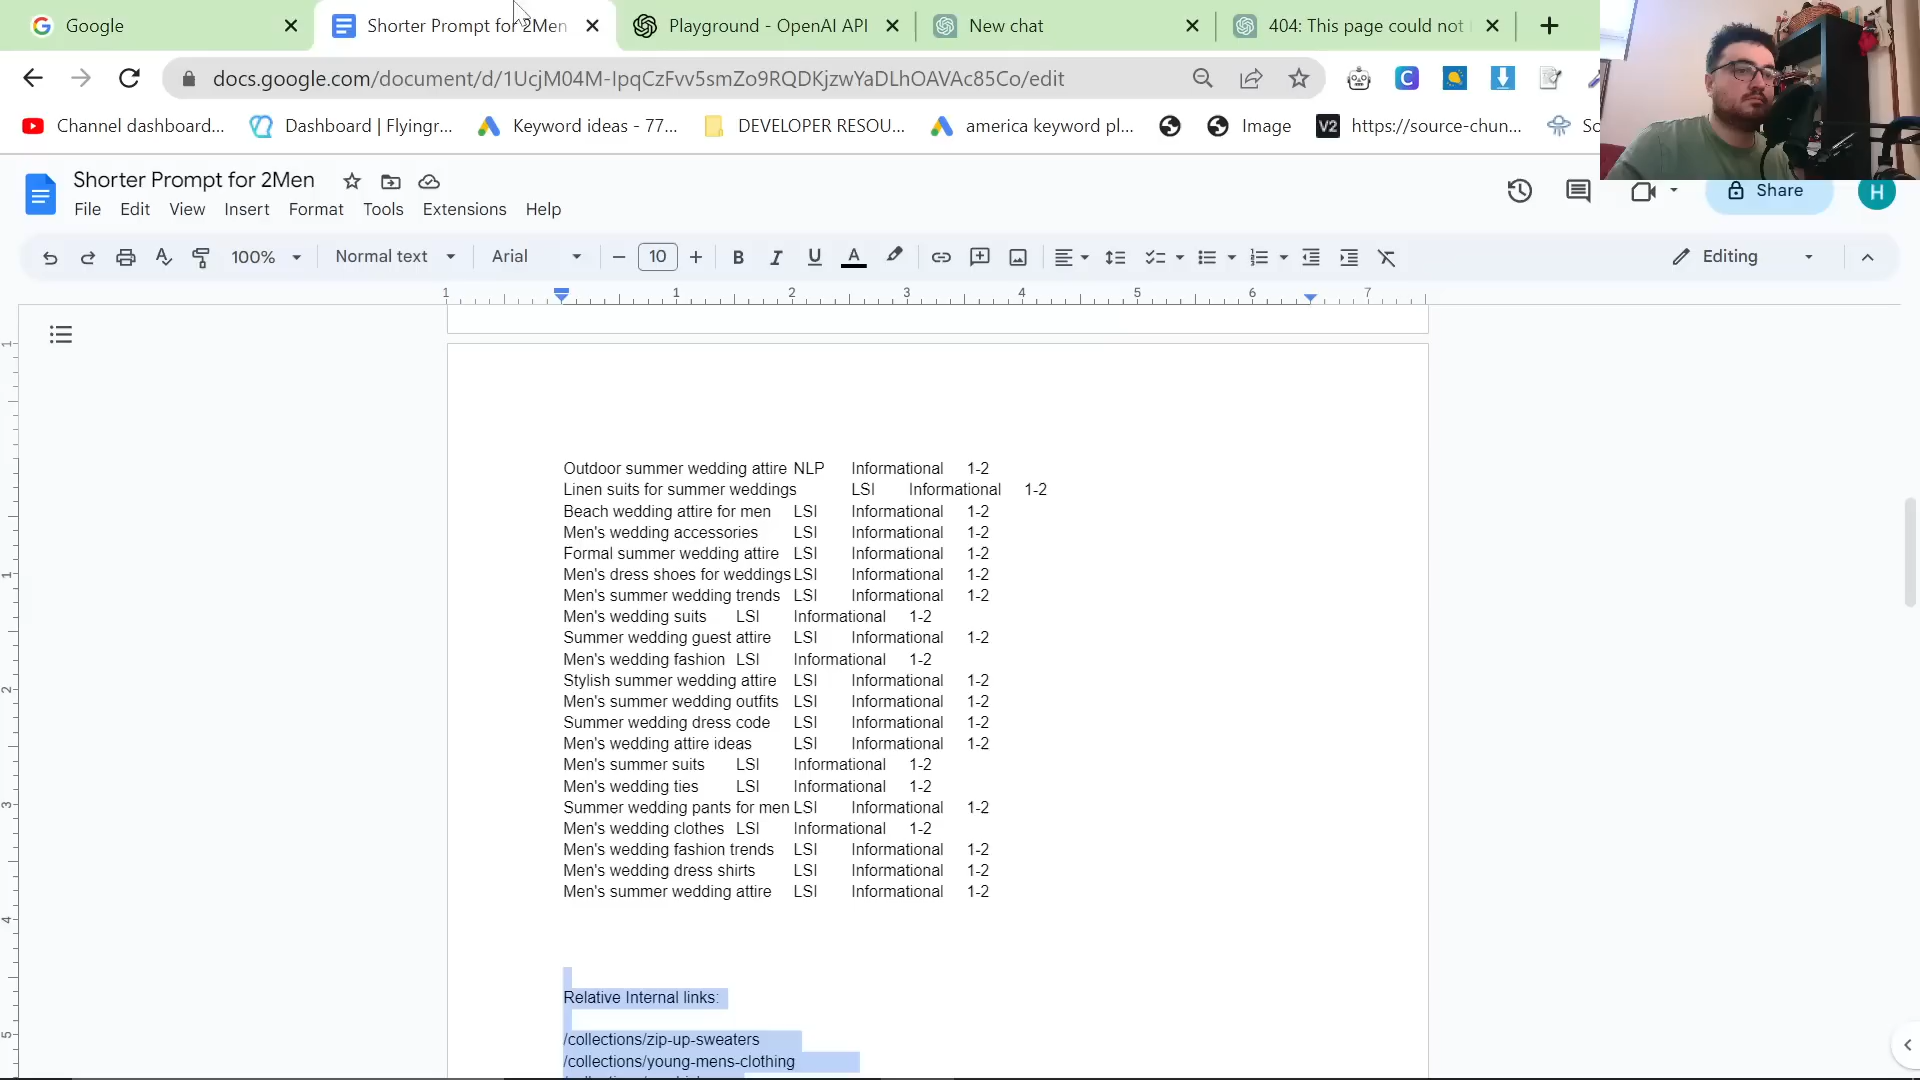 Google
Shorter Prompt for 2Men
Playground - OpenAI API
New chat
404: This page could not
docs.google.com/document/d/1UcjM04M-IpqCzFvv5smZo9RQDKjzwYaDLhOAVAc85Co/edit
Channel dashboard...
Dashboard | Flyingr...
Keyword ideas - 77...
DEVELOPER RESOU...
america keyword pl...
Image
V2
https://source-chun...
Sc
Shorter Prompt for 2Men
File Edit View Insert Format Tools Extensions Help
Share
H
100% Normal text Arial 10 Editing
1 1 2 3 4 5 6 7
Outdoor summer wedding attire NLP Informational 1-2
Linen suits for summer weddings LSI Informational 1-2
Beach wedding attire for men LSI Informational 1-2
Men's wedding accessories LSI Informational 1-2
Formal summer wedding attire LSI Informational 1-2
Men's dress shoes for weddings LSI Informational 1-2
Men's summer wedding trends LSI Informational 1-2
Men's wedding suits LSI Informational 1-2
Summer wedding guest attire LSI Informational 1-2
Men's wedding fashion LSI Informational 1-2
Stylish summer wedding attire LSI Informational 1-2
Men's summer wedding outfits LSI Informational 1-2
Summer wedding dress code LSI Informational 1-2
Men's wedding attire ideas LSI Informational 1-2
Men's summer suits LSI Informational 1-2
Men's wedding ties LSI Informational 1-2
Summer wedding pants for men LSI Informational 1-2
Men's wedding clothes LSI Informational 1-2
Men's wedding fashion trends LSI Informational 1-2
Men's wedding dress shirts LSI Informational 1-2
Men's summer wedding attire LSI Informational 1-2
Relative Internal links:
/collections/zip-up-sweaters
/collections/young-mens-clothing